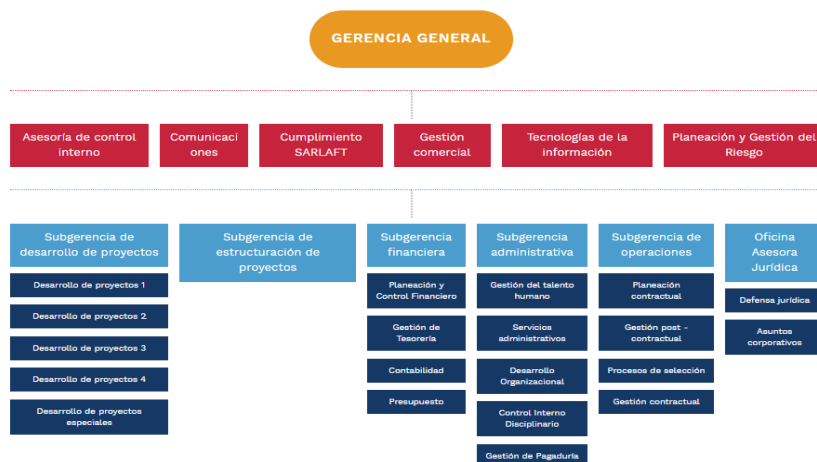 GERENCIA GENERAL
Asesoría de control
interno
Comunicaci
ones
Cumplimiento
SARLAFT
Gestión
comercial
Tecnologías de la
información
Planeación y Gestión del
Riesgo
Subgerencia de
desarrollo de proyectos
Desarrollo de proyectos 1
Desarrollo de proyectos 2
Desarrollo de proyectos 3
Desarrollo de proyectos 4
Desarrollo de proyectos
especiales
Subgerencia de
estructuración de
proyectos
Subgerencia
financiera
Planeación y
Control Financiero
Gestión de
Tesorería
Contabilidad
Presupuesto
Subgerencia
administrativa
Gestión del talento
humano
Servicios
administrativos
Desarrollo
Organizacional
Control Interno
Disciplinario
Gestión de Pagaduría
Subgerencia de
operaciones
Planeación
contractual
Gestión post -
contractual
Procesos de selección
Gestión contractual
Oficina
Asesora
Jurídica
Defensa jurídica
Asuntos
corporativos